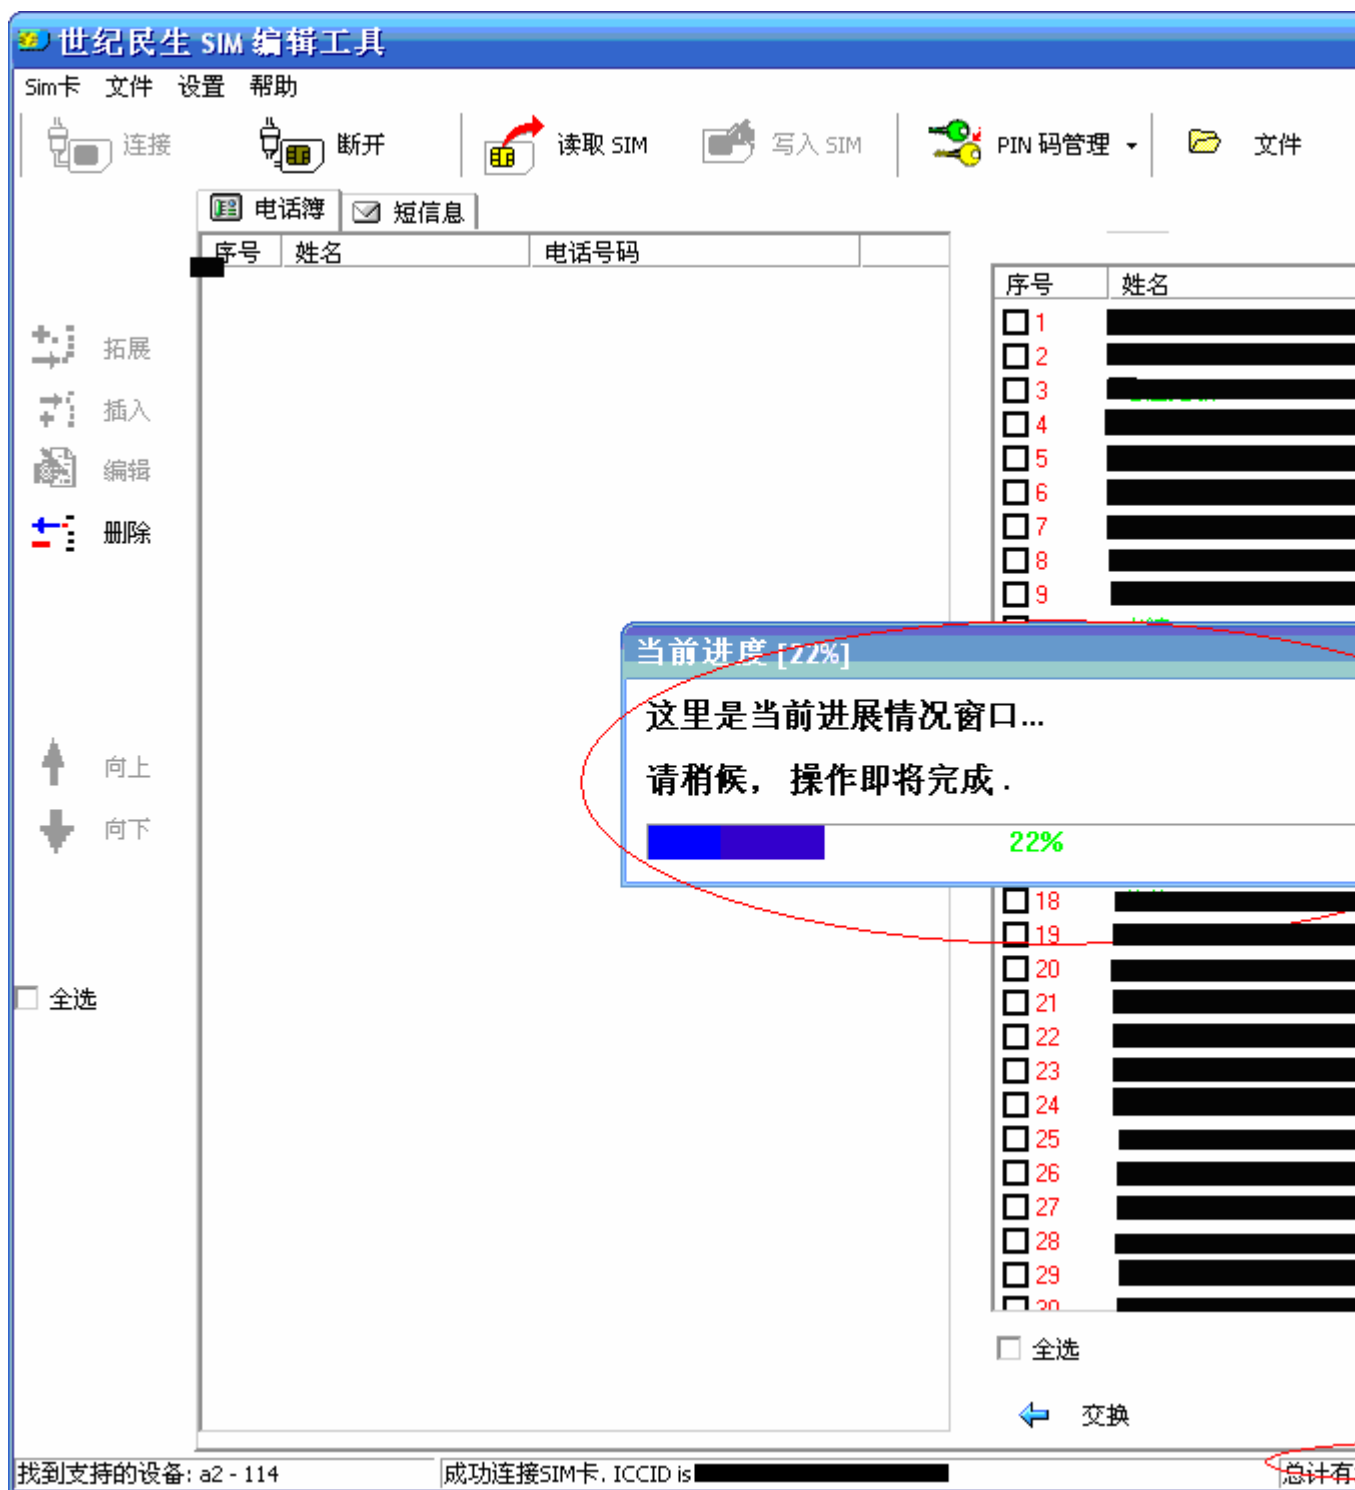 世纪民生 SIM 编辑工具
Sim卡 文件 设置 帮助
连接 断开 读取 SIM 写入 SIM PIN 码管理 文件
电话簿 短信息
序号 姓名 电话号码
序号 姓名
1
2
拓展
3
插入
4
5
编辑
6
7
删除
8
9
当前进度 [22%]
这里是当前进展情况窗口...
请稍候， 操作即将完成 .
22%
向上
向下
18
19
20
全选
21
22
23
24
25
26
27
28
29
30
全选
交换
找到支持的设备: a2 - 114
成功连接SIM卡, ICCID is
总计有